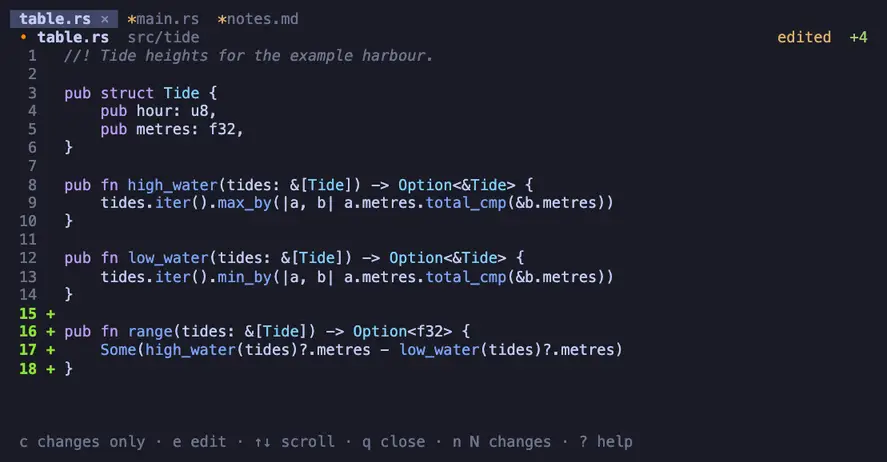 table.rs × *main.rs *notes.md
• table.rs src/tide edited +4
1 //! Tide heights for the example harbour.
2
3 pub struct Tide {
4     pub hour: u8,
5     pub metres: f32,
6 }
7
8 pub fn high_water(tides: &[Tide]) -> Option<&Tide> {
9     tides.iter().max_by(|a, b| a.metres.total_cmp(&b.metres))
10 }
11
12 pub fn low_water(tides: &[Tide]) -> Option<&Tide> {
13     tides.iter().min_by(|a, b| a.metres.total_cmp(&b.metres))
14 }
15 +
16 + pub fn range(tides: &[Tide]) -> Option<f32> {
17 +     Some(high_water(tides)?.metres - low_water(tides)?.metres)
18 + }
c changes only · e edit · ↑↓ scroll · q close · n N changes · ? help